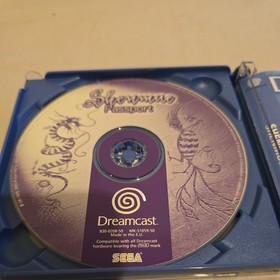 Shenmue
Passport
Dreamcast
Made in the E.U.
Compatible with all Dreamcast
hardware bearing the PAL mark
SEGA